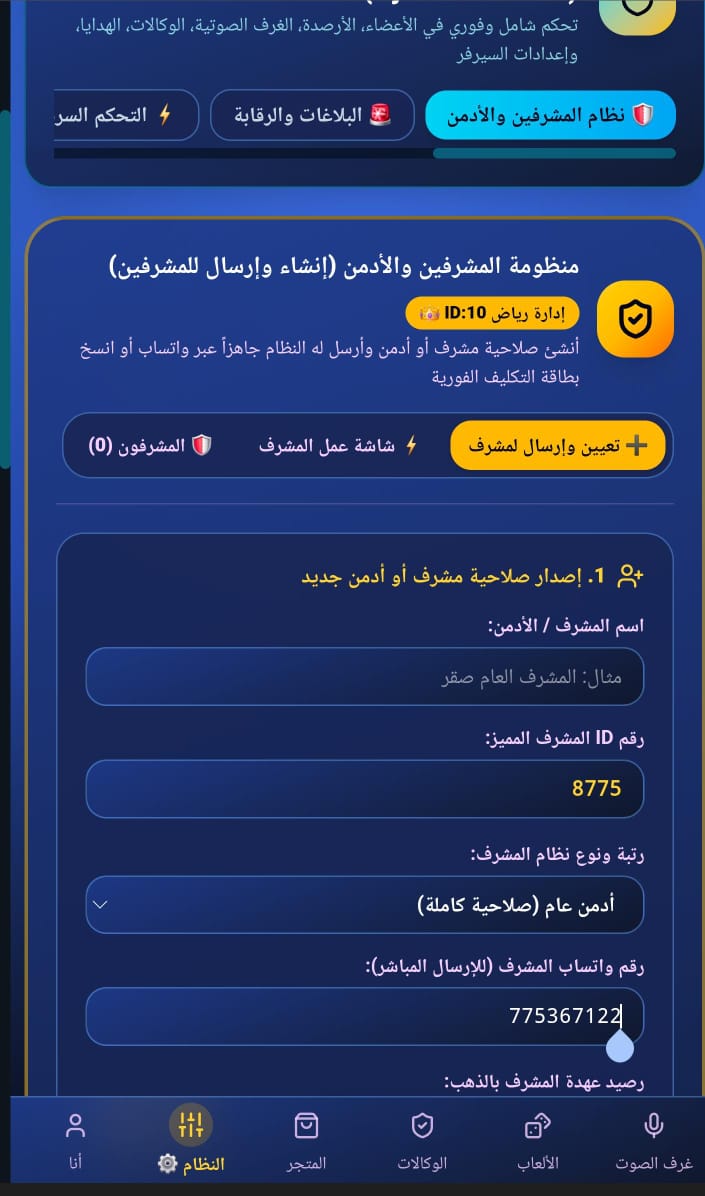 تحكم شامل وفوري في الأعضاء، الأرصدة، الغرف الصوتية، الوكالات، الهدايا،
وإعدادات السيرفر
نظام المشرفين والأدمن
البلاغات والرقابة
التحكم السر
منظومة المشرفين والأدمن (إنشاء وإرسال للمشرفين)
إدارة رياض ID:10
أنشئ صلاحية مشرف أو أدمن وأرسل له النظام جاهزاً عبر واتساب أو انسخ
بطاقة التكليف الفورية
تعيين وإرسال لمشرف
شاشة عمل المشرف
المشرفون (0)
1. إصدار صلاحية مشرف أو أدمن جديد
اسم المشرف / الأدمن:
مثال: المشرف العام صقر
رقم ID المشرف المميز:
8775
رتبة ونوع نظام المشرف:
أدمن عام (صلاحية كاملة)
رقم واتساب المشرف (للإرسال المباشر):
775367122
رصيد عهدة المشرف بالذهب:
غرف الصوت
الألعاب
الوكالات
المتجر
النظام
أنا